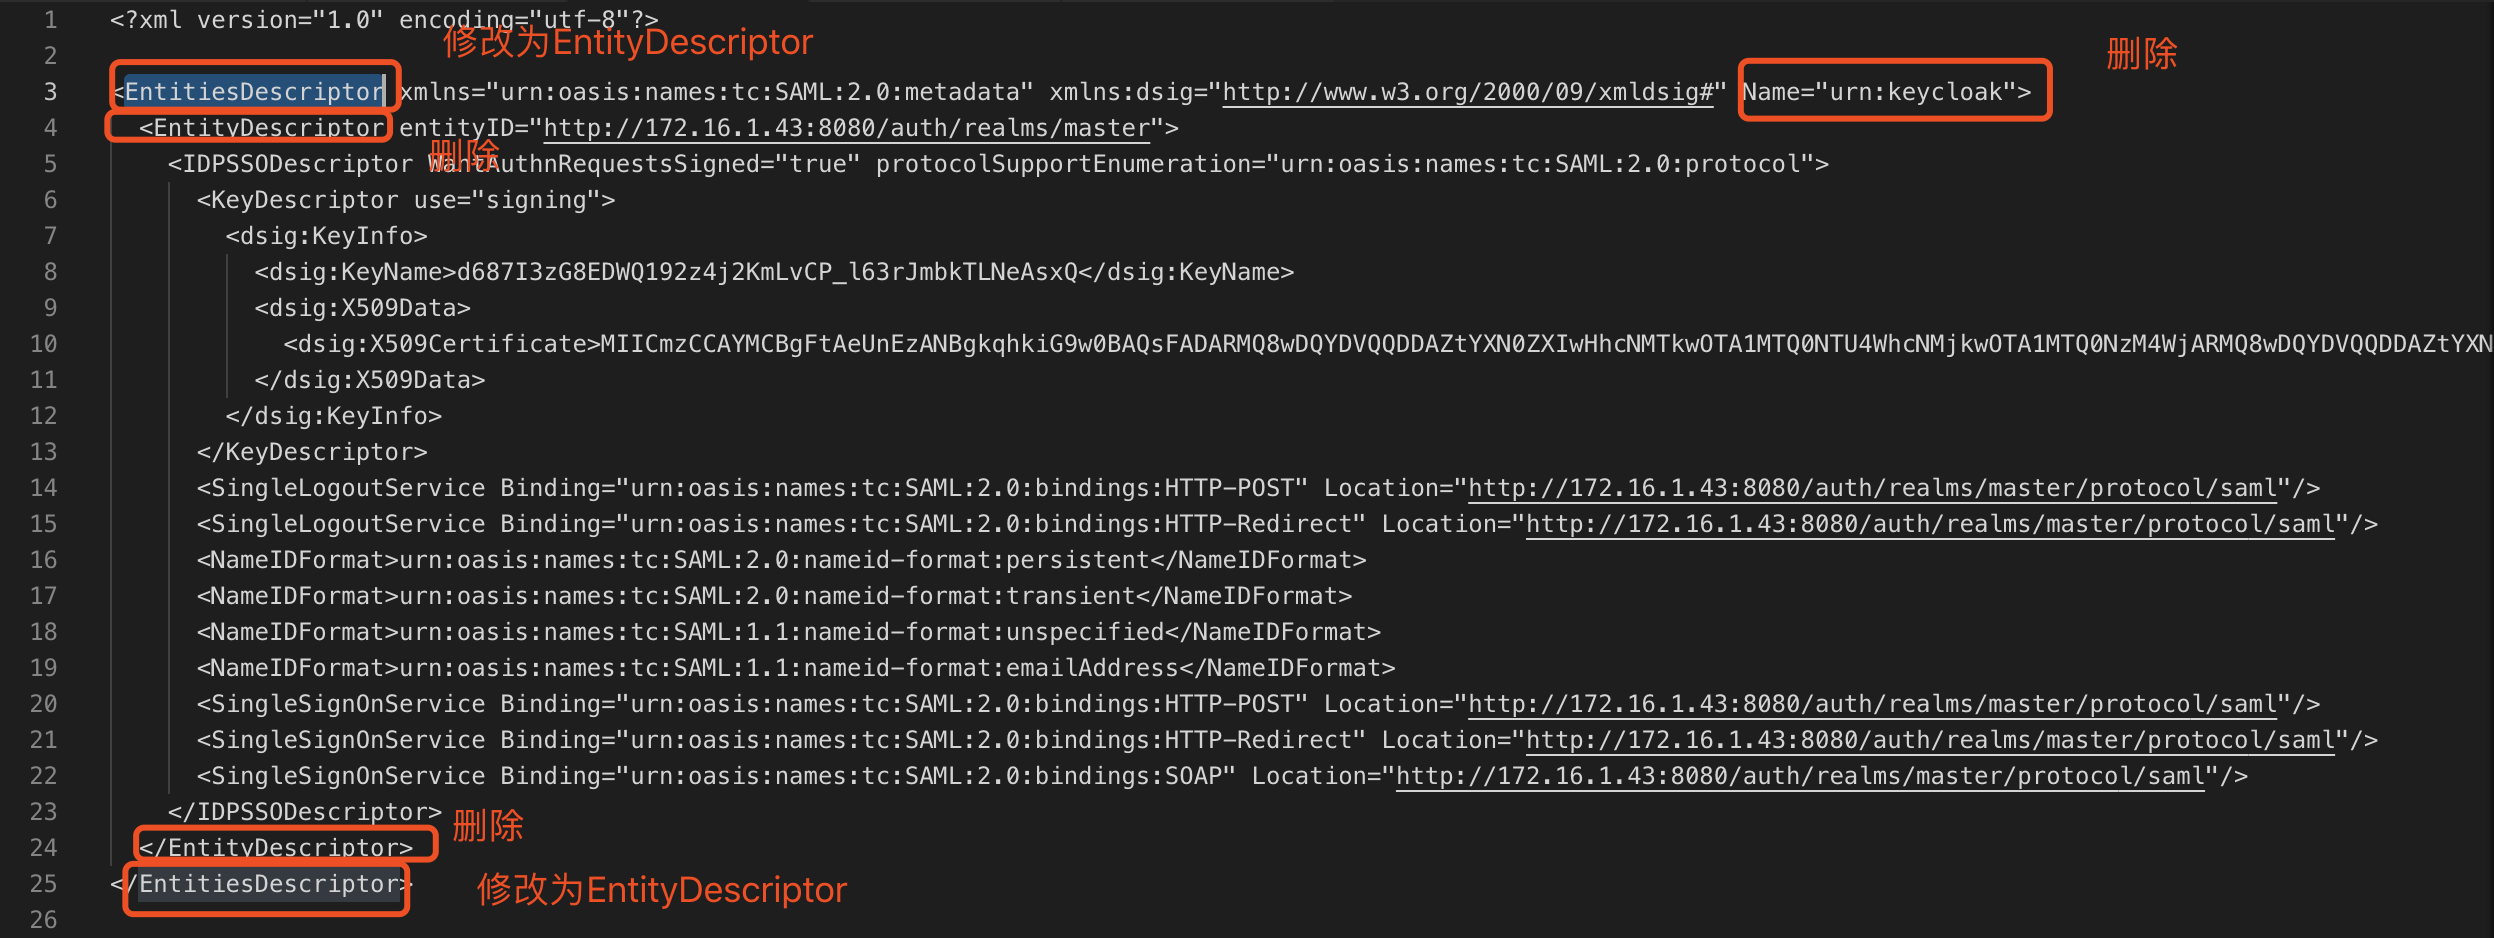 1 <?xml version="1.0" encoding="utf-8"?>
修改为EntityDescriptor
删除
2
3 <EntitiesDescriptor xmlns="urn:oasis:names:tc:SAML:2.0:metadata" xmlns:dsig="http://www.w3.org/2000/09/xmldsig#" Name="urn:keycloak">
4 <EntityDescriptor entityID="http://172.16.1.43:8080/auth/realms/master">
删除
5 <IDPSSODescriptor WantAuthnRequestsSigned="true" protocolSupportEnumeration="urn:oasis:names:tc:SAML:2.0:protocol">
6 <KeyDescriptor use="signing">
7 <dsig:KeyInfo>
8 <dsig:KeyName>d687I3zG8EDWQ192z4j2KmLvCP_l63rJmbkTLNeAsxQ</dsig:KeyName>
9 <dsig:X509Data>
10 <dsig:X509Certificate>MIICmzCCAYMCBgFtAeUnEzANBgkqhkiG9w0BAQsFADARMQ8wDQYDVQQDDAZtYXN0ZXIwHhcNMTkwOTA1MTQ0NTU4WhcNMjkwOTA1MTQ0NzM4WjARMQ8wDQYDVQQDDAZtYXN
11 </dsig:X509Data>
12 </dsig:KeyInfo>
13 </KeyDescriptor>
14 <SingleLogoutService Binding="urn:oasis:names:tc:SAML:2.0:bindings:HTTP-POST" Location="http://172.16.1.43:8080/auth/realms/master/protocol/saml"/>
15 <SingleLogoutService Binding="urn:oasis:names:tc:SAML:2.0:bindings:HTTP-Redirect" Location="http://172.16.1.43:8080/auth/realms/master/protocol/saml"/>
16 <NameIDFormat>urn:oasis:names:tc:SAML:2.0:nameid-format:persistent</NameIDFormat>
17 <NameIDFormat>urn:oasis:names:tc:SAML:2.0:nameid-format:transient</NameIDFormat>
18 <NameIDFormat>urn:oasis:names:tc:SAML:1.1:nameid-format:unspecified</NameIDFormat>
19 <NameIDFormat>urn:oasis:names:tc:SAML:1.1:nameid-format:emailAddress</NameIDFormat>
20 <SingleSignOnService Binding="urn:oasis:names:tc:SAML:2.0:bindings:HTTP-POST" Location="http://172.16.1.43:8080/auth/realms/master/protocol/saml"/>
21 <SingleSignOnService Binding="urn:oasis:names:tc:SAML:2.0:bindings:HTTP-Redirect" Location="http://172.16.1.43:8080/auth/realms/master/protocol/saml"/>
22 <SingleSignOnService Binding="urn:oasis:names:tc:SAML:2.0:bindings:SOAP" Location="http://172.16.1.43:8080/auth/realms/master/protocol/saml"/>
23 </IDPSSODescriptor>
删除
24 </EntityDescriptor>
25 </EntitiesDescriptor>
修改为EntityDescriptor
26